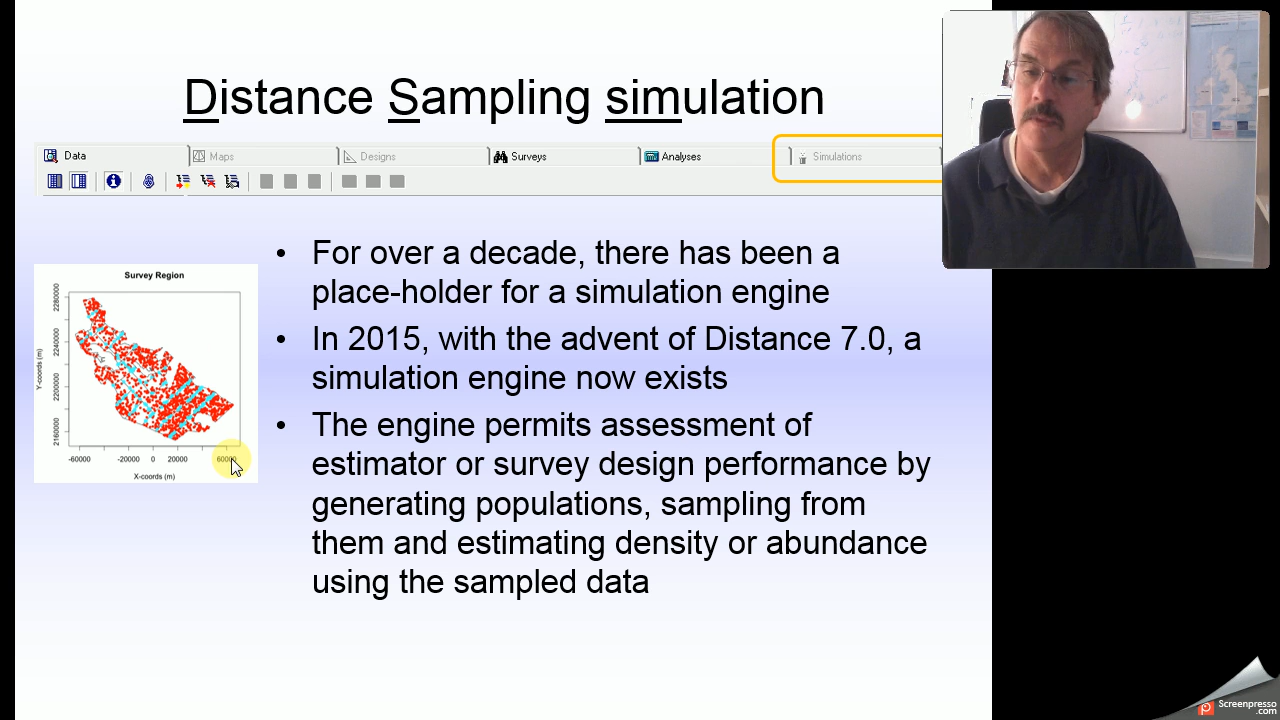 Distance Sampling simulation
Data
Maps
Designs
Surveys
Analyses
Simulations
• For over a decade, there has been a
place-holder for a simulation engine
• In 2015, with the advent of Distance 7.0, a
simulation engine now exists
• The engine permits assessment of
estimator or survey design performance by
generating populations, sampling from
them and estimating density or abundance
using the sampled data
Survey Region
Y-coords (m)
2280000
2240000
2200000
2160000
-60000 -20000 0 20000 60000
X-coords (m)
Screenpresso
.com